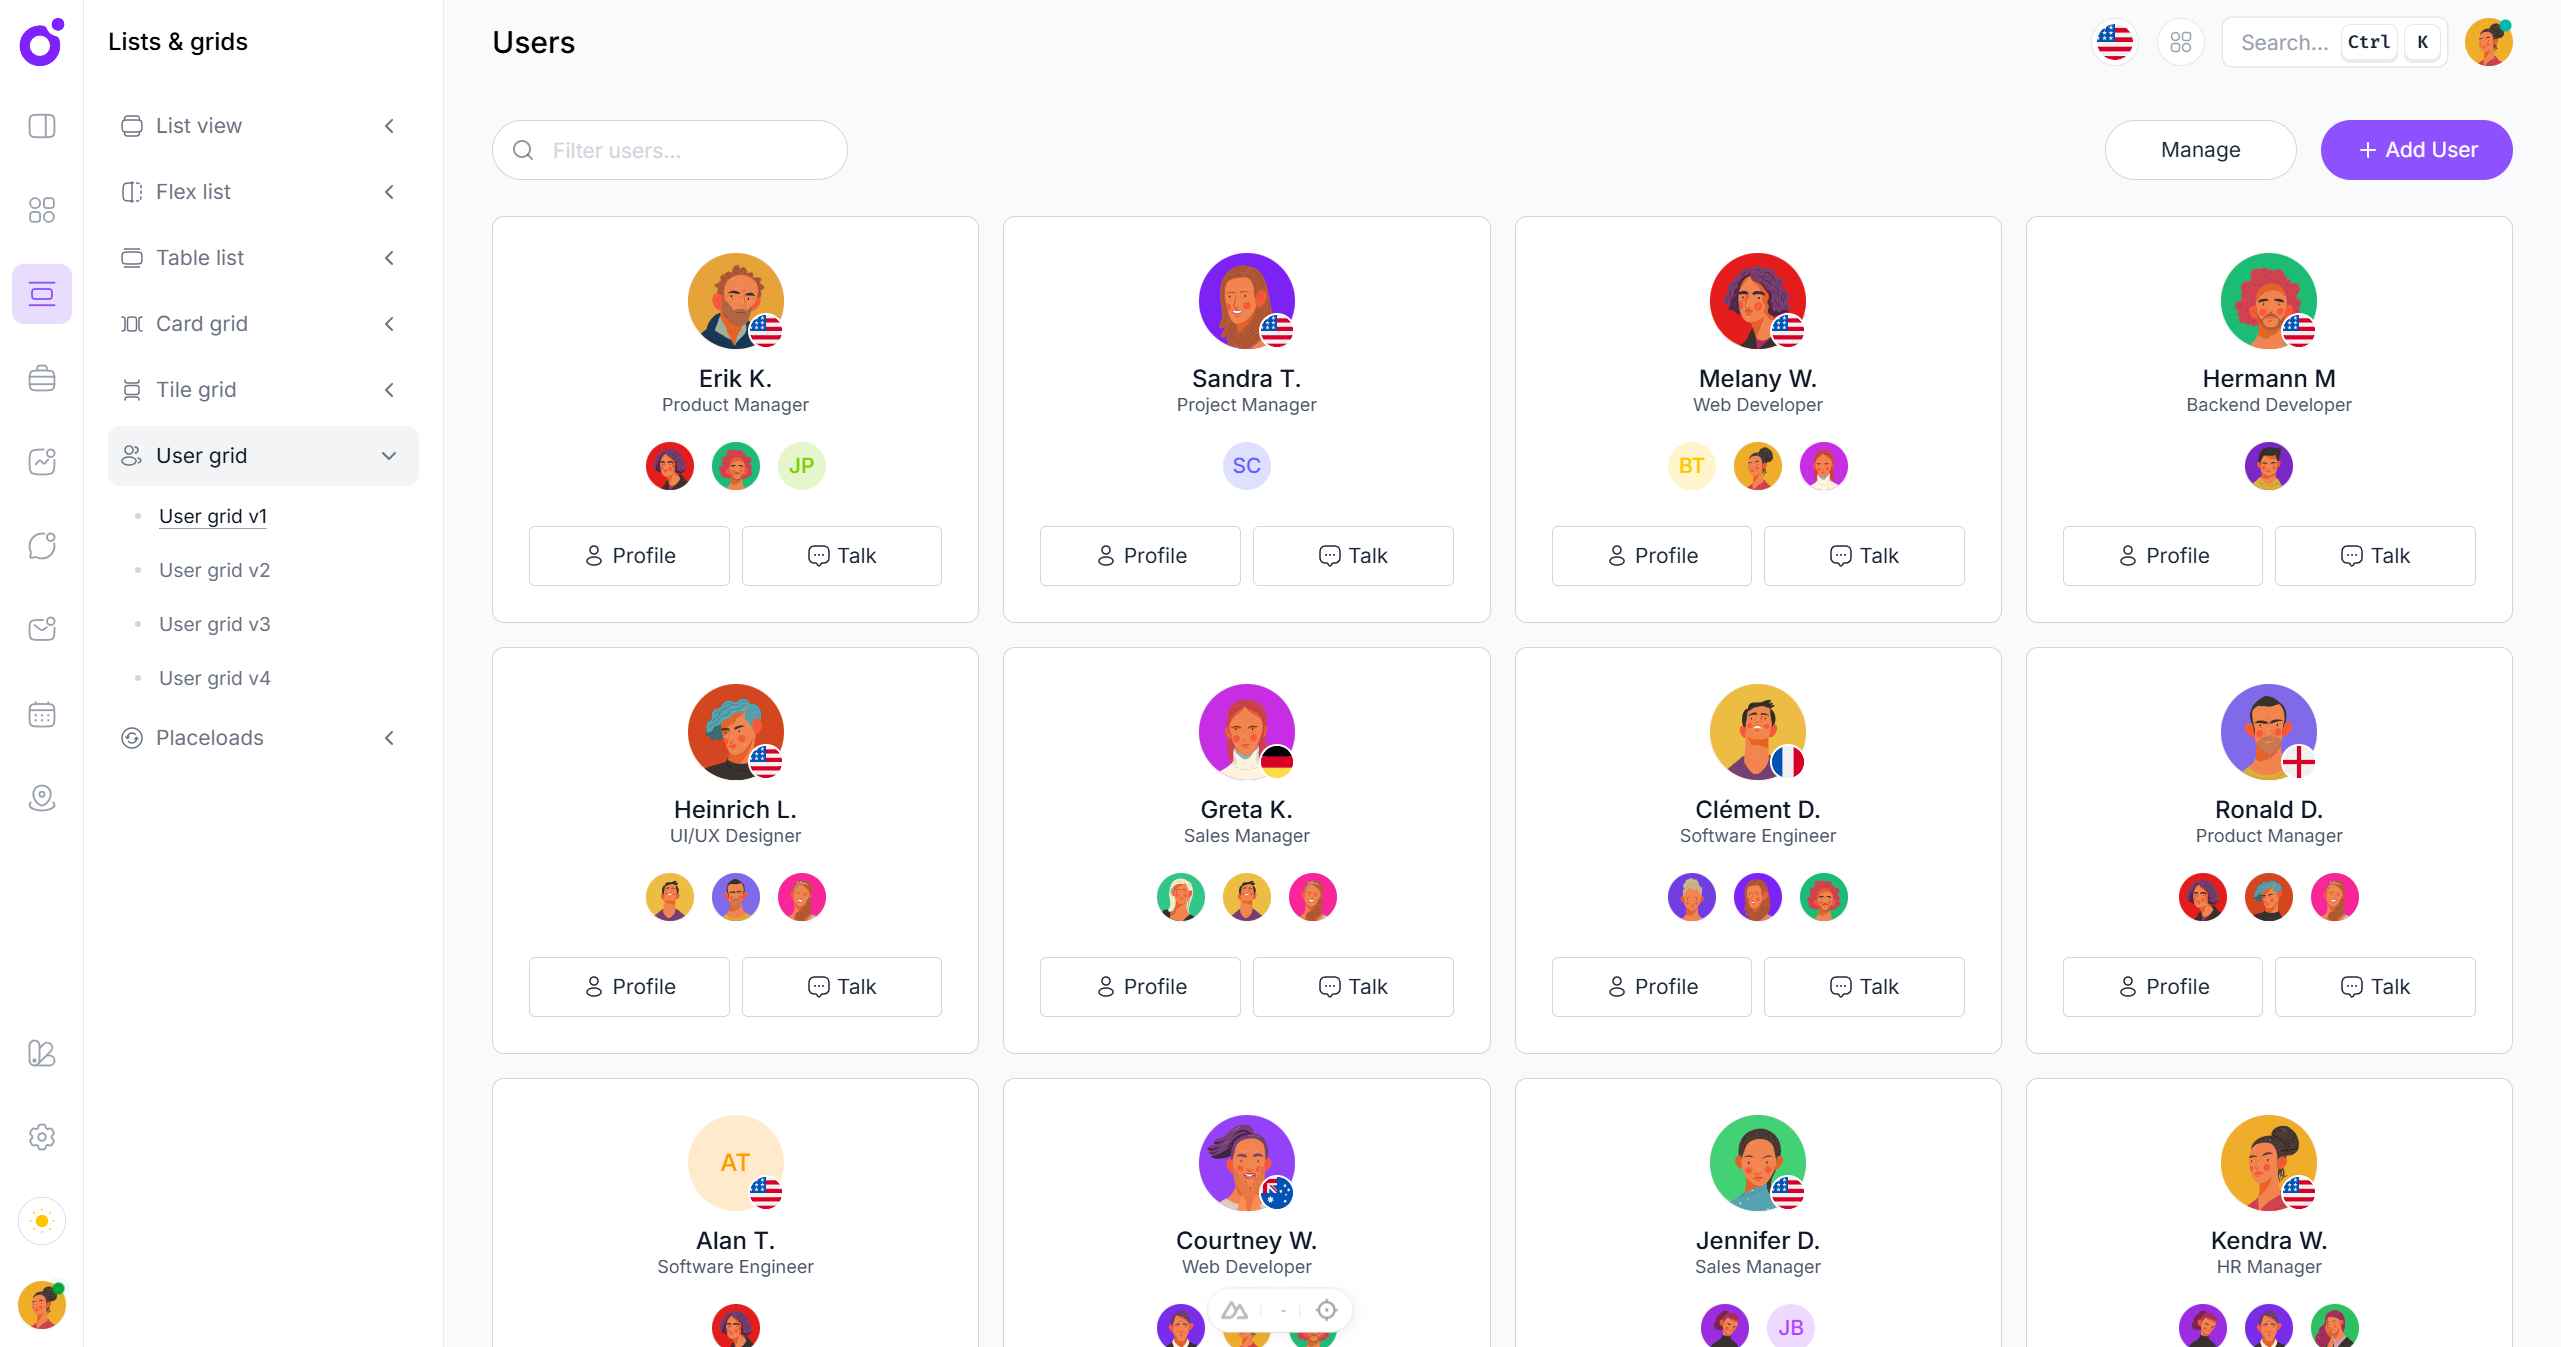 Lists & grids
List view
Flex list
Table list
Card grid
Tile grid
User grid
User grid v1
User grid v2
User grid v3
User grid v4
Placeloads
Users
Search... Ctrl K
Filter users...
Manage
Add User
Erik K.
Product Manager
JP
Profile Talk
Sandra T.
Project Manager
SC
Profile Talk
Melany W.
Web Developer
BT
Profile Talk
Hermann M
Backend Developer
Profile Talk
Heinrich L.
UI/UX Designer
Profile Talk
Greta K.
Sales Manager
Profile Talk
Clément D.
Software Engineer
Profile Talk
Ronald D.
Product Manager
Profile Talk
AT
Alan T.
Software Engineer
Courtney W.
Web Developer
-
Jennifer D.
Sales Manager
JB
Kendra W.
HR Manager